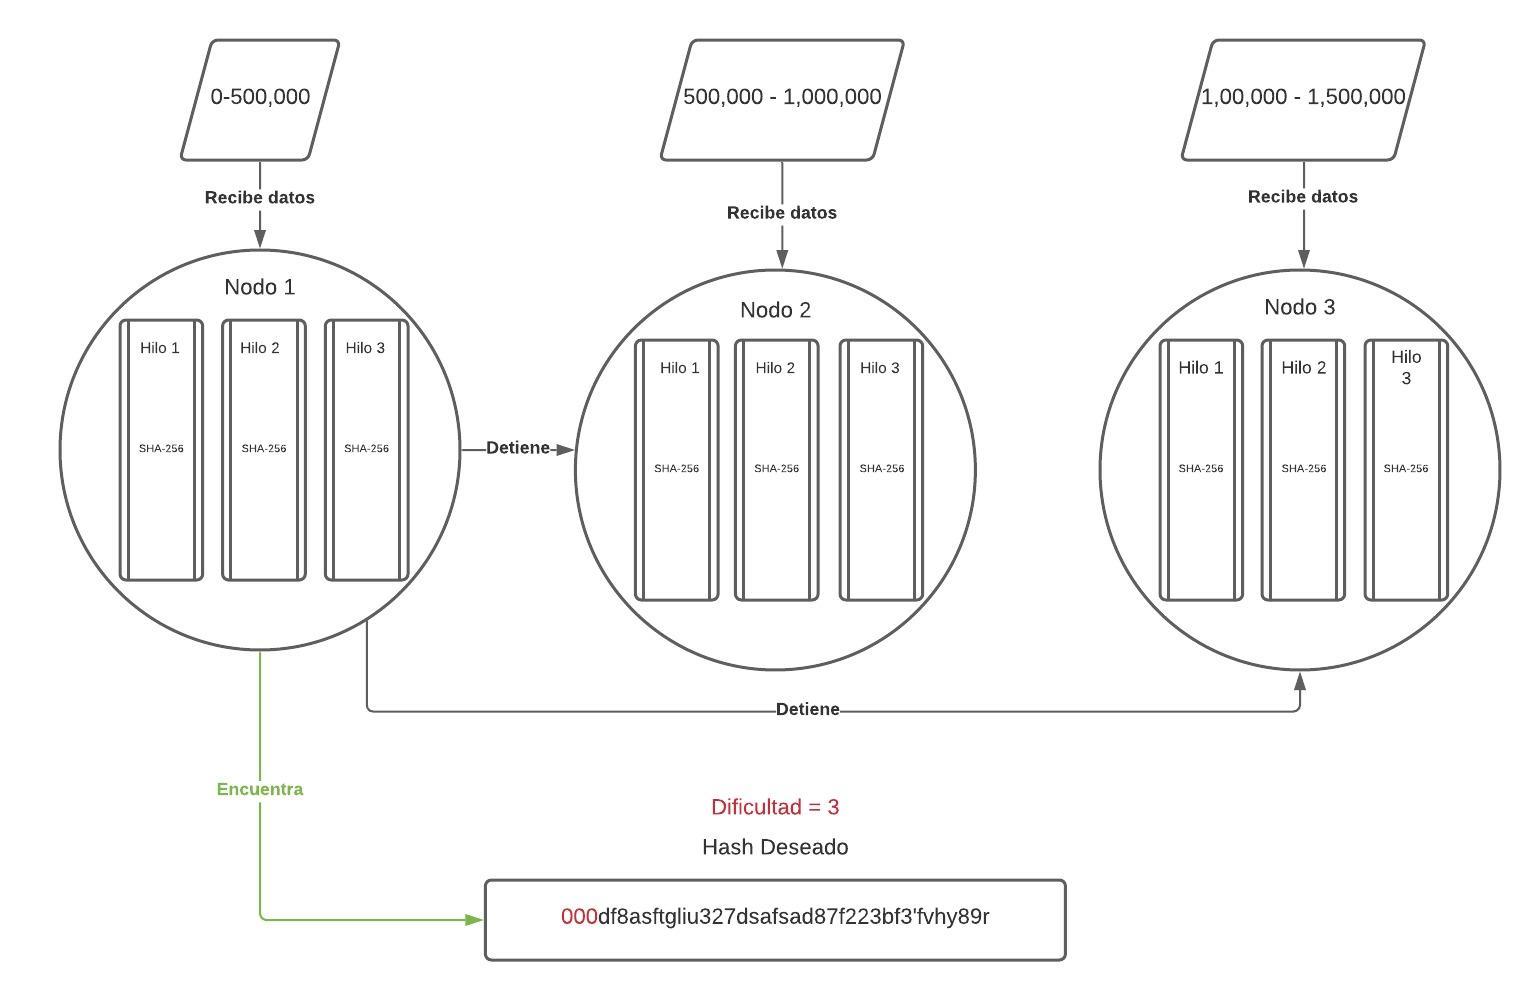 0-500,000
500,000 - 1,000,000
1,00,000 - 1,500,000
Recibe datos
Recibe datos
Recibe datos
Nodo 1
Hilo 1
Hilo 2
Hilo 3
SHA-256
SHA-256
SHA-256
Detiene
Nodo 2
Hilo 1
Hilo 2
Hilo 3
SHA-256
SHA-256
SHA-256
Nodo 3
Hilo 1
Hilo 2
Hilo
3
SHA-256
SHA-256
SHA-256
Detiene
Encuentra
Dificultad = 3
Hash Deseado
000df8asftgliu327dsafsad87f223bf3'fvhy89r